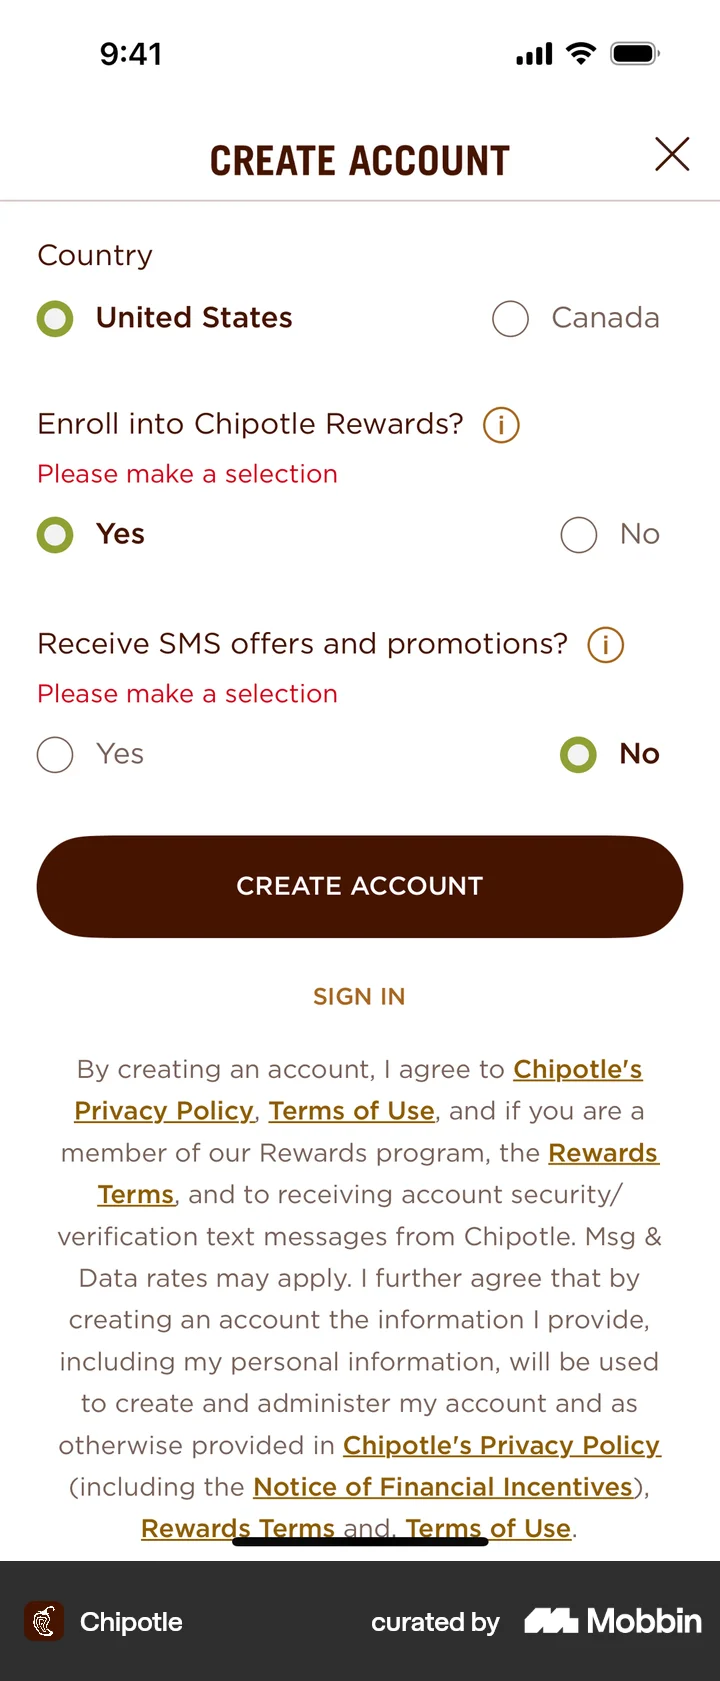 9:41
CREATE ACCOUNT
Country
United States
Canada
Enroll into Chipotle Rewards? i
Please make a selection
Yes
No
Receive SMS offers and promotions? i
Please make a selection
Yes
No
CREATE ACCOUNT
SIGN IN
By creating an account, I agree to Chipotle's
Privacy Policy, Terms of Use, and if you are a
member of our Rewards program, the Rewards
Terms, and to receiving account security/
verification text messages from Chipotle. Msg &
Data rates may apply. I further agree that by
creating an account the information I provide,
including my personal information, will be used
to create and administer my account and as
otherwise provided in Chipotle's Privacy Policy
(including the Notice of Financial Incentives),
Rewards Terms and, Terms of Use.
Chipotle
curated by Mobbin